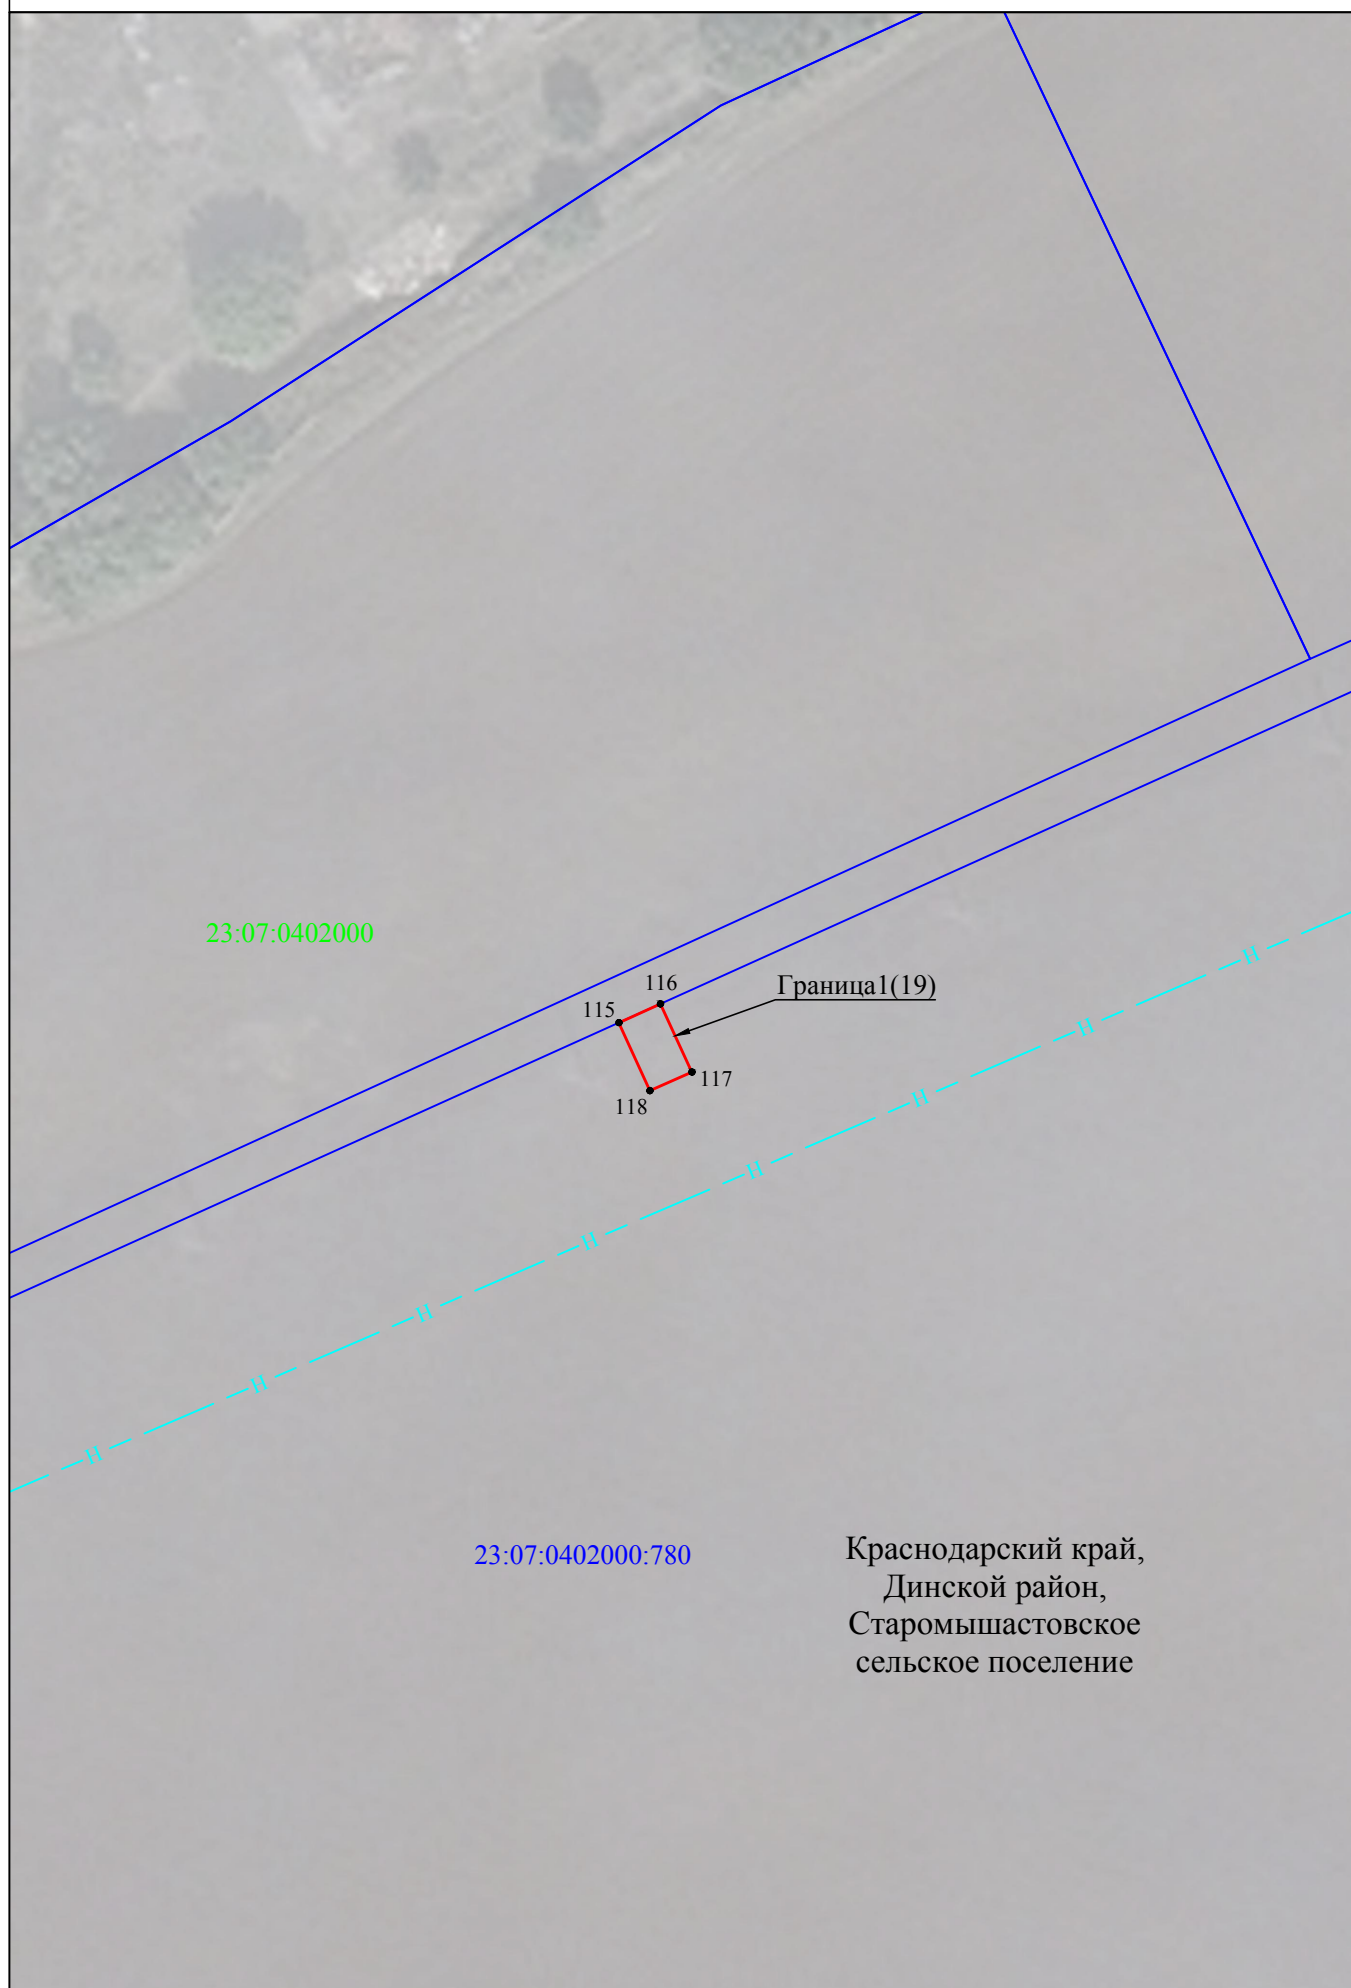 23:07:0402000
116
Граница1(19)
115
117
118
23:07:0402000:780
Краснодарский край,
Динской район,
Старомышастовское
сельское поселение